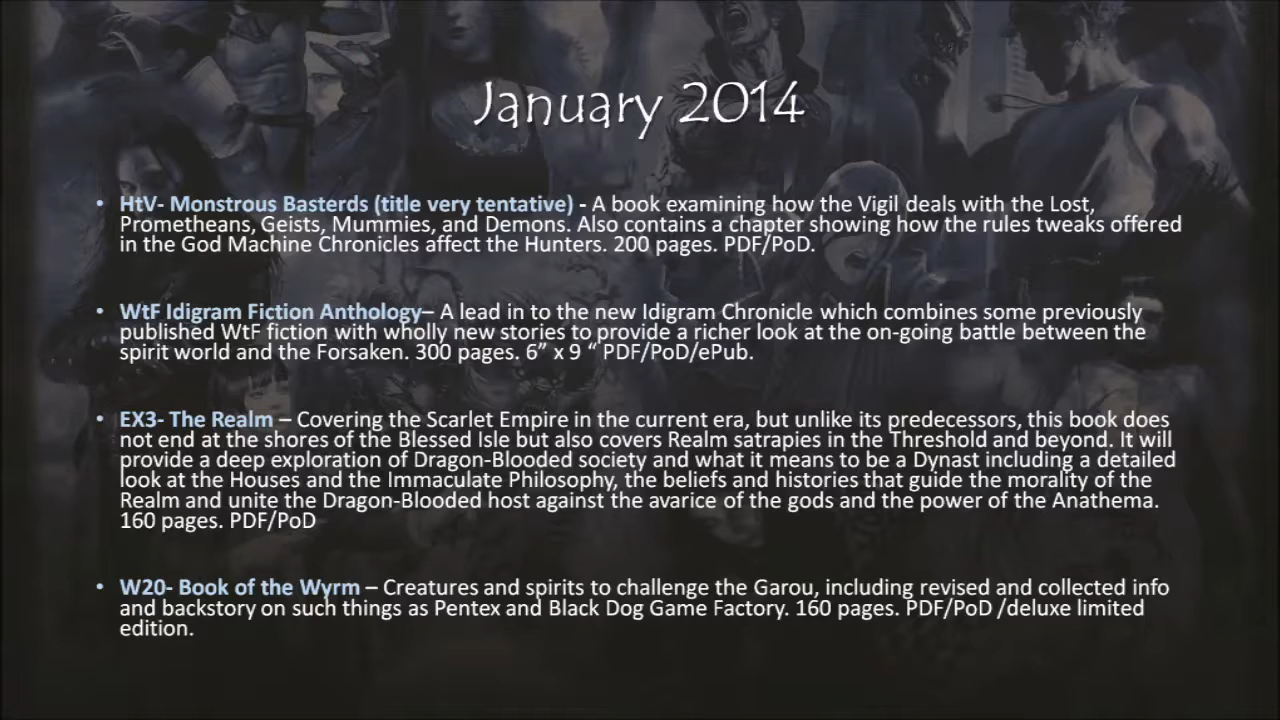 January 2014
• HtV- Monstrous Basterds (title very tentative) - A book examining how the Vigil deals with the Lost,
Prometheans, Geists, Mummies, and Demons. Also contains a chapter showing how the rules tweaks offered
in the God Machine Chronicles affect the Hunters. 200 pages. PDF/PoD.
• WtF Idigram Fiction Anthology– A lead in to the new Idigram Chronicle which combines some previously
published WtF fiction with wholly new stories to provide a richer look at the on-going battle between the
spirit world and the Forsaken. 300 pages. 6” x 9 “ PDF/PoD/ePub.
• EX3- The Realm – Covering the Scarlet Empire in the current era, but unlike its predecessors, this book does
not end at the shores of the Blessed Isle but also covers Realm satrapies in the Threshold and beyond. It will
provide a deep exploration of Dragon-Blooded society and what it means to be a Dynast including a detailed
look at the Houses and the Immaculate Philosophy, the beliefs and histories that guide the morality of the
Realm and unite the Dragon-Blooded host against the avarice of the gods and the power of the Anathema.
160 pages. PDF/PoD
• W20- Book of the Wyrm – Creatures and spirits to challenge the Garou, including revised and collected info
and backstory on such things as Pentex and Black Dog Game Factory. 160 pages. PDF/PoD /deluxe limited
edition.